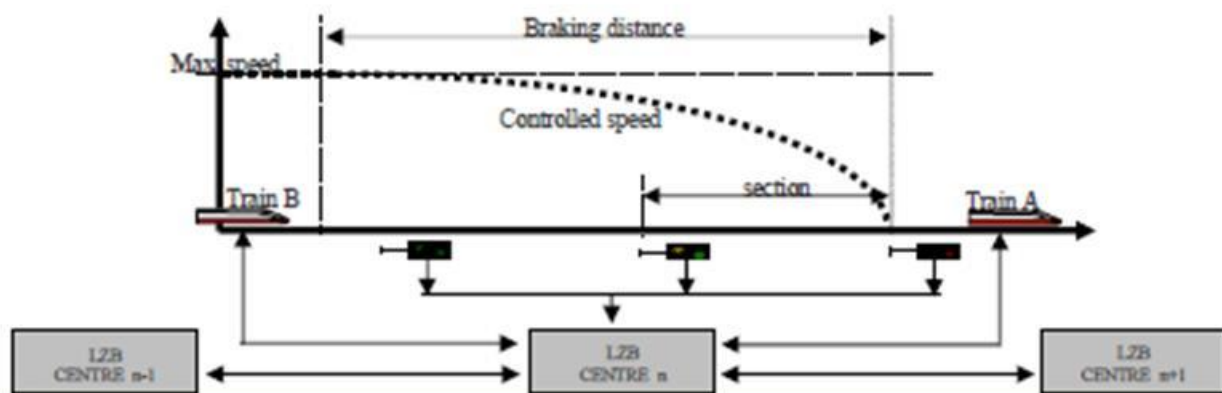 Braking distance
Max speed
Controlled speed
section
Train B
Train A
LZB
CENTRE n-1
LZB
CENTRE n
LZB
CENTRE n+1